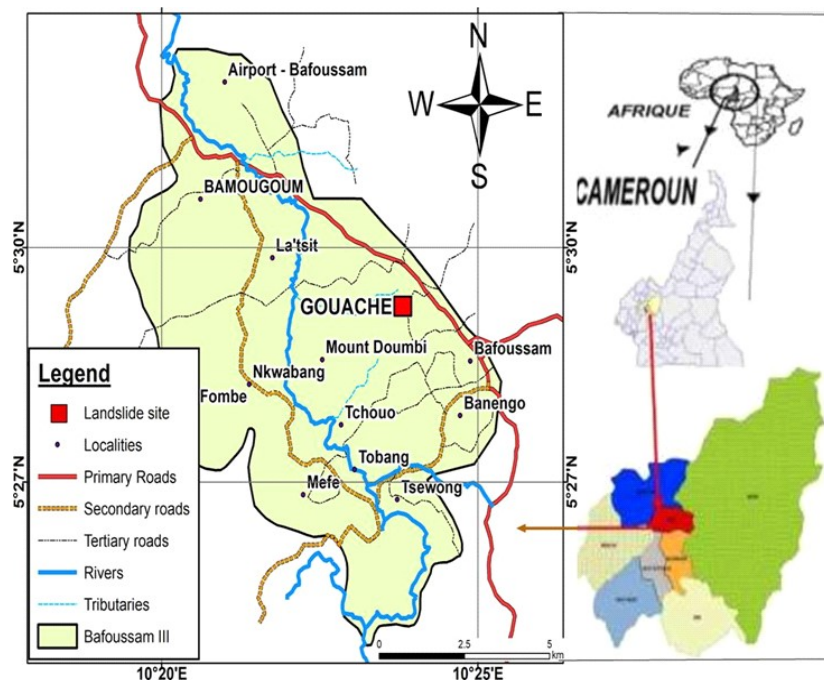 N
W
E
S
Airport - Bafoussam
BAMOUGOUM
La'tsit
GOUACHE
Mount Doumbi
Bafoussam
Nkwabang
Fombe
Banengo
Tchouo
Tobang
Mefe
Tsewong
5°30'N
5°27'N
5°30'N
5°27'N
10°20'E
10°25'E
0
2.5
5
km
Legend
Landslide site
Localities
Primary Roads
Secondary roads
Tertiary roads
Rivers
Tributaries
Bafoussam III
AFRIQUE
CAMEROUN